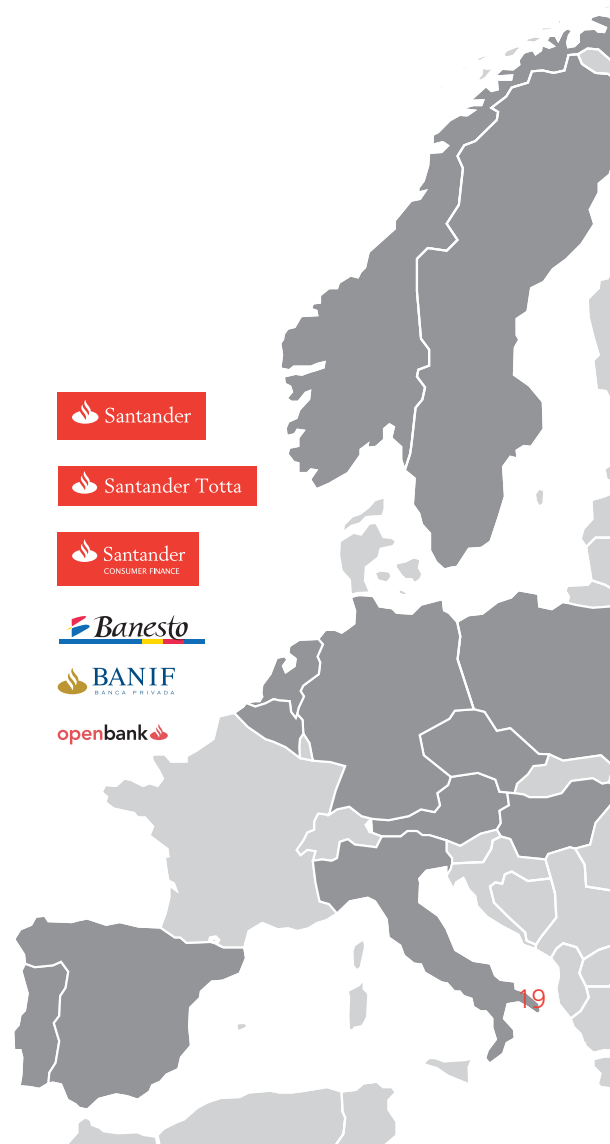 Santander
Santander Totta
Santander
CONSUMER FINANCE
Banesto
BANIF
BANCA PRIVADA
openbank
19